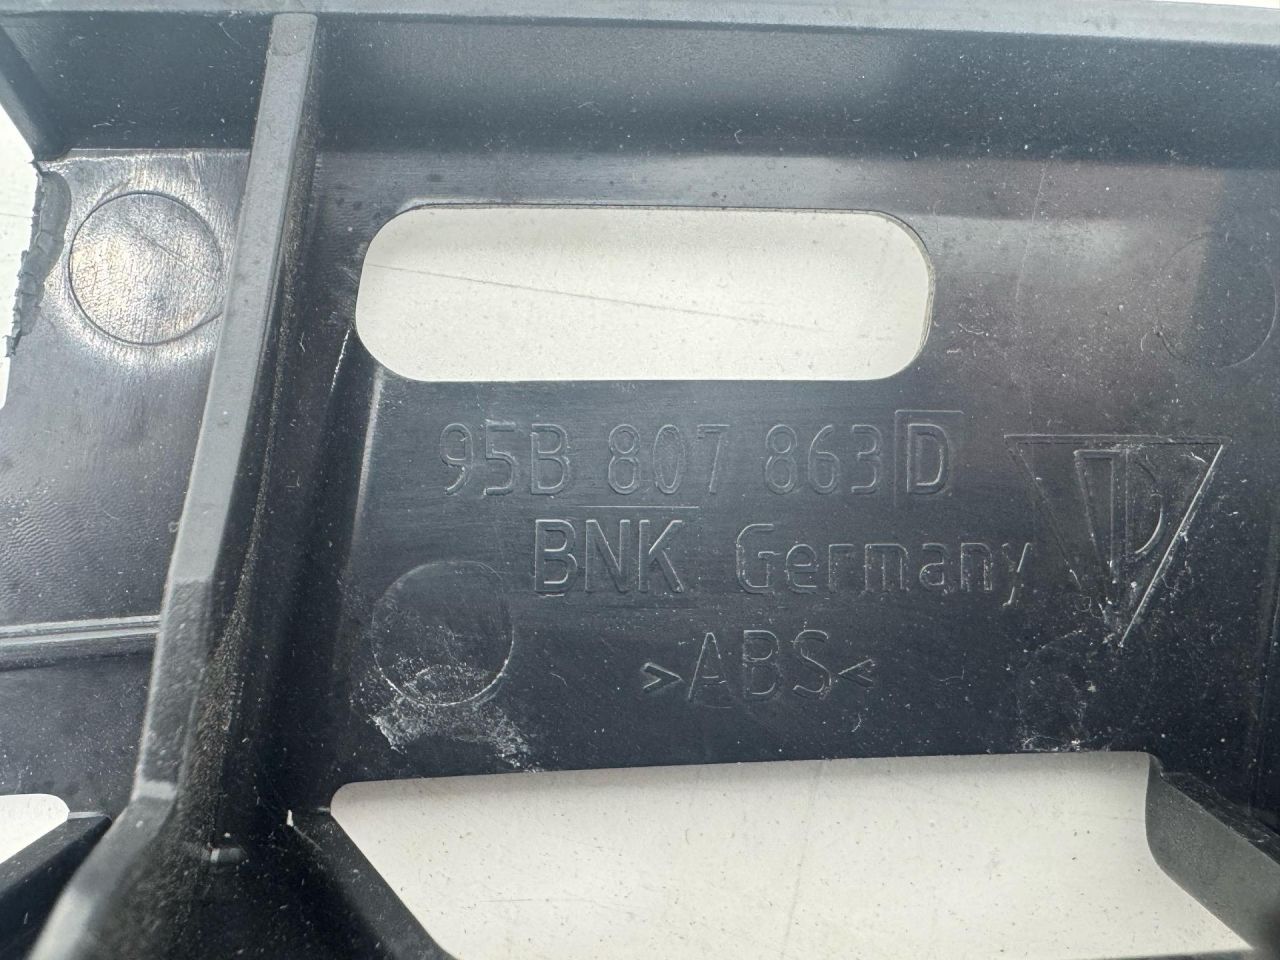 95B 807 863 D
BNK Germany
>ABS<